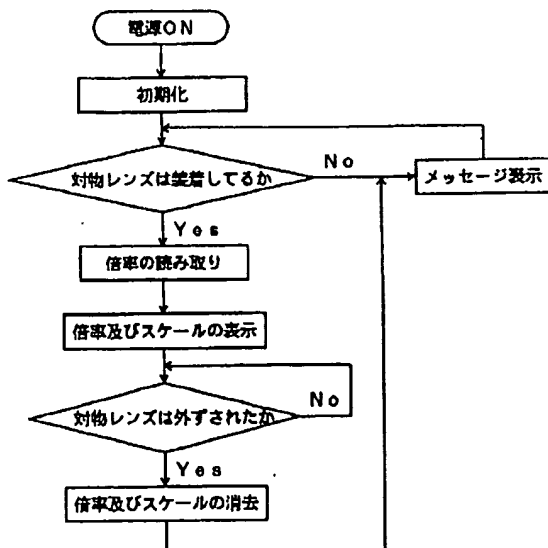 電源ON
初期化
対物レンズは装着してるか
No
メッセージ表示
Yes
倍率の読み取り
倍率及びスケールの表示
対物レンズは外ずされたか
No
Yes
倍率及びスケールの消去